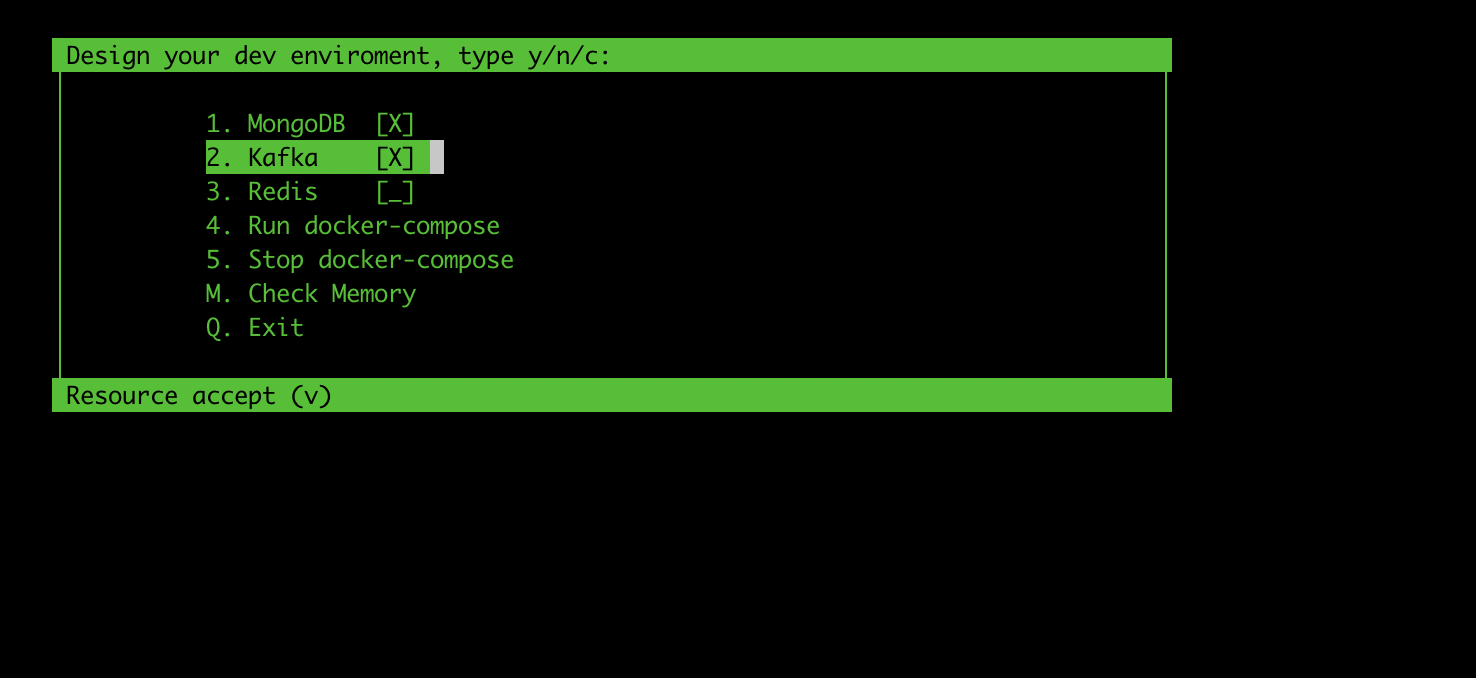 Design your dev enviroment, type y/n/c:
1. MongoDB [X]
2. Kafka [X]
3. Redis [_]
4. Run docker-compose
5. Stop docker-compose
M. Check Memory
Q. Exit
Resource accept (v)